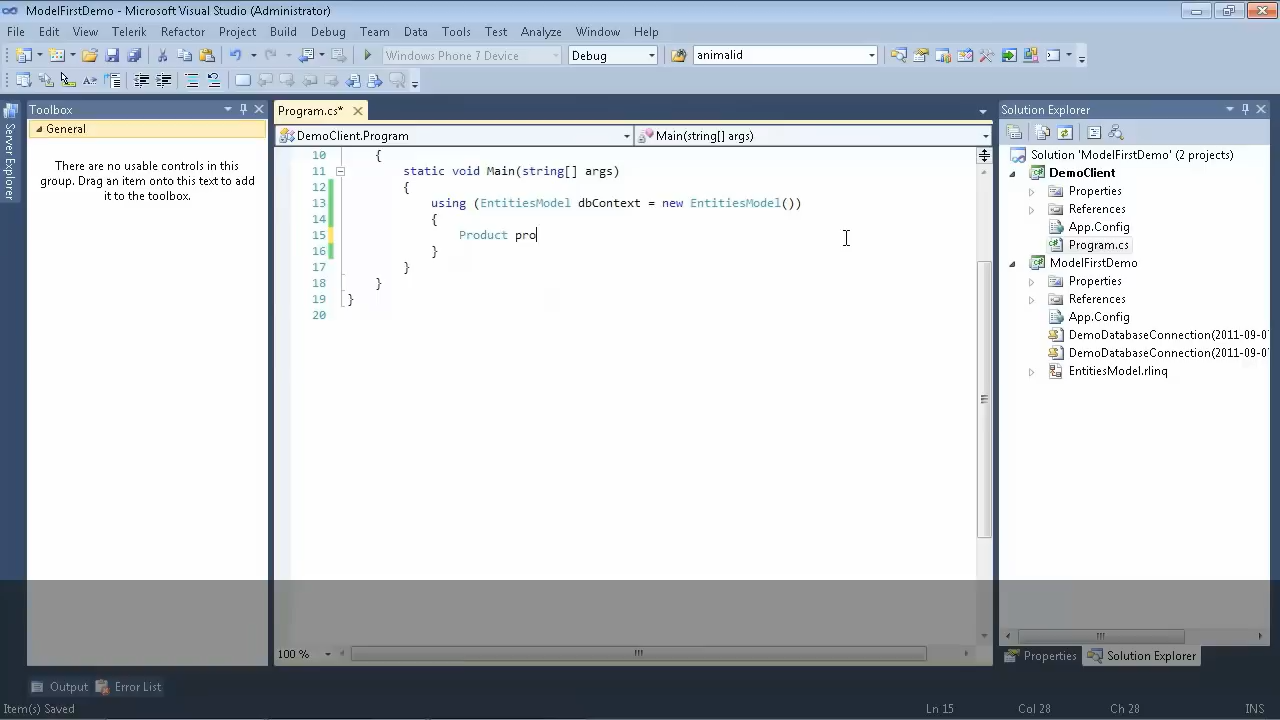 ModelFirstDemo - Microsoft Visual Studio (Administrator)
File Edit View Telerik Refactor Project Build Debug Team Data Tools Test Analyze Window Help
Windows Phone 7 Device Debug animalid
Toolbox
General
There are no usable controls in this
group. Drag an item onto this text to add
it to the toolbox.
Server Explorer
Program.cs*
DemoClient.Program Main(string[] args)
10 {
11 static void Main(string[] args)
12 {
13 using (EntitiesModel dbContext = new EntitiesModel())
14 {
15 Product pro
16 }
17 }
18 }
19 }
20
100 %
Solution Explorer
Solution 'ModelFirstDemo' (2 projects)
DemoClient
Properties
References
App.Config
Program.cs
ModelFirstDemo
Properties
References
App.Config
DemoDatabaseConnection(2011-09-0
DemoDatabaseConnection(2011-09-0
EntitiesModel.rlinq
Properties Solution Explorer
Output Error List
Item(s) Saved Ln 15 Col 28 Ch 28 INS